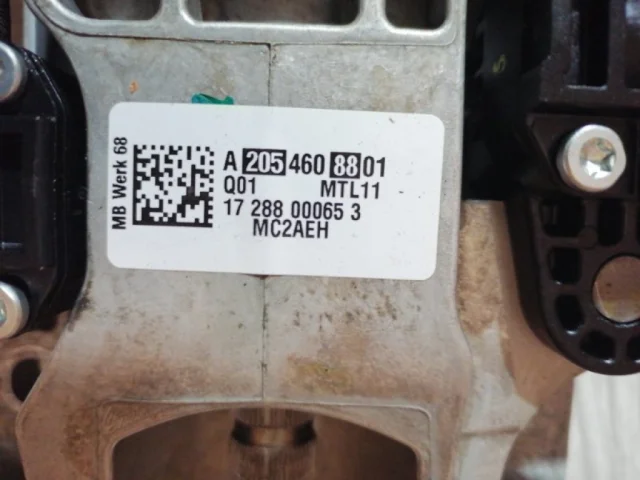 MB Werk 68
A 205 460 88 01
Q01 MTL11
17 288 00065 3
MC2AEH